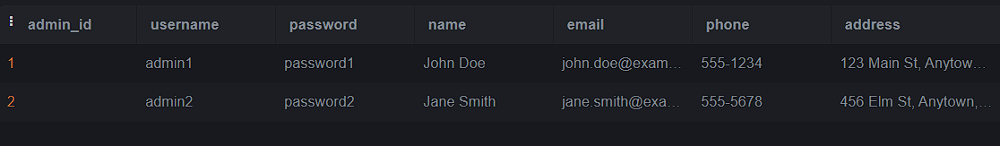 admin_id username password name email phone address
1 admin1 password1 John Doe john.doe@exam… 555-1234 123 Main St, Anytow…
2 admin2 password2 Jane Smith jane.smith@exa… 555-5678 456 Elm St, Anytown,…